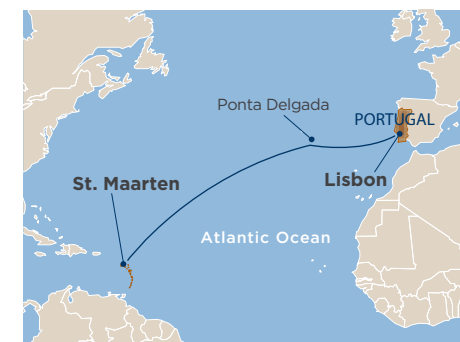 Ponta Delgada
PORTUGAL
St. Maarten
Lisbon
Atlantic Ocean